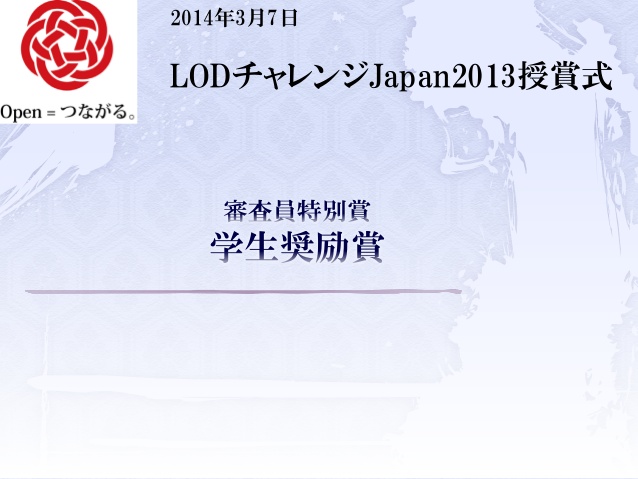 2014年3月7日
LODチャレンジJapan2013授賞式
Open = つながる。
審査員特別賞
学生奨励賞